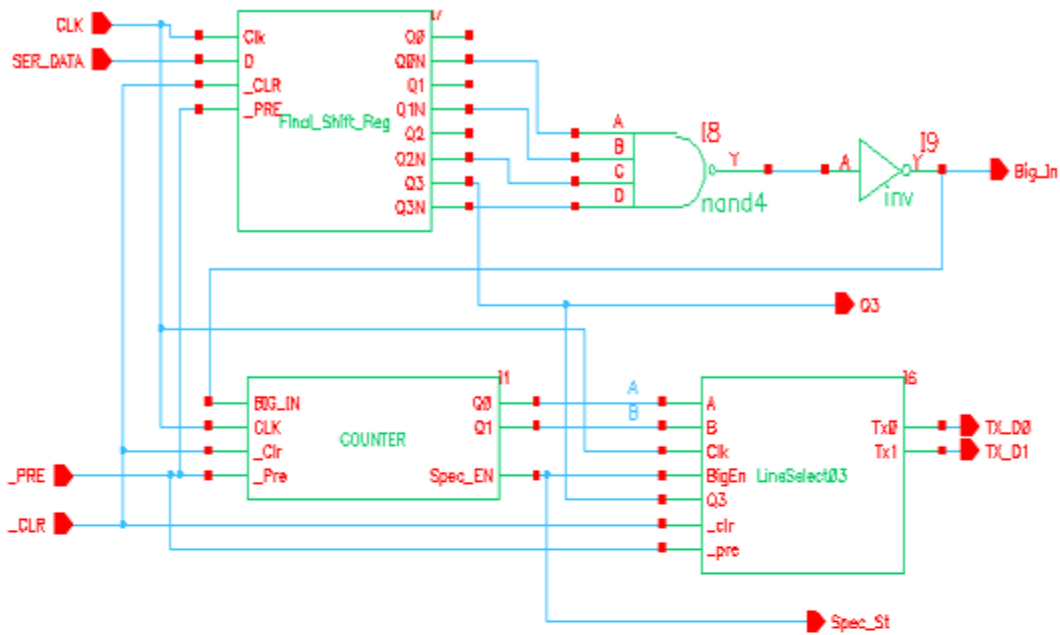 CLK
SER_DATA
Clk
D
_CLR
_PRE
Final_Shift_Reg
Q0
Q0N
Q1
Q1N
Q2
Q2N
Q3
Q3N
A
B
C
D
I8
Y
nand4
A
I9
Y
inv
Big_In
Q3
_PRE
_CLR
I1
BIG_IN
CLK
_Clr
_Pre
COUNTER
Q0
Q1
Spec_EN
A
B
I6
A
B
Clk
BigEn
Q3
_clr
_pre
LineSelect03
Tx0
Tx1
TX_D0
TX_D1
Spec_St